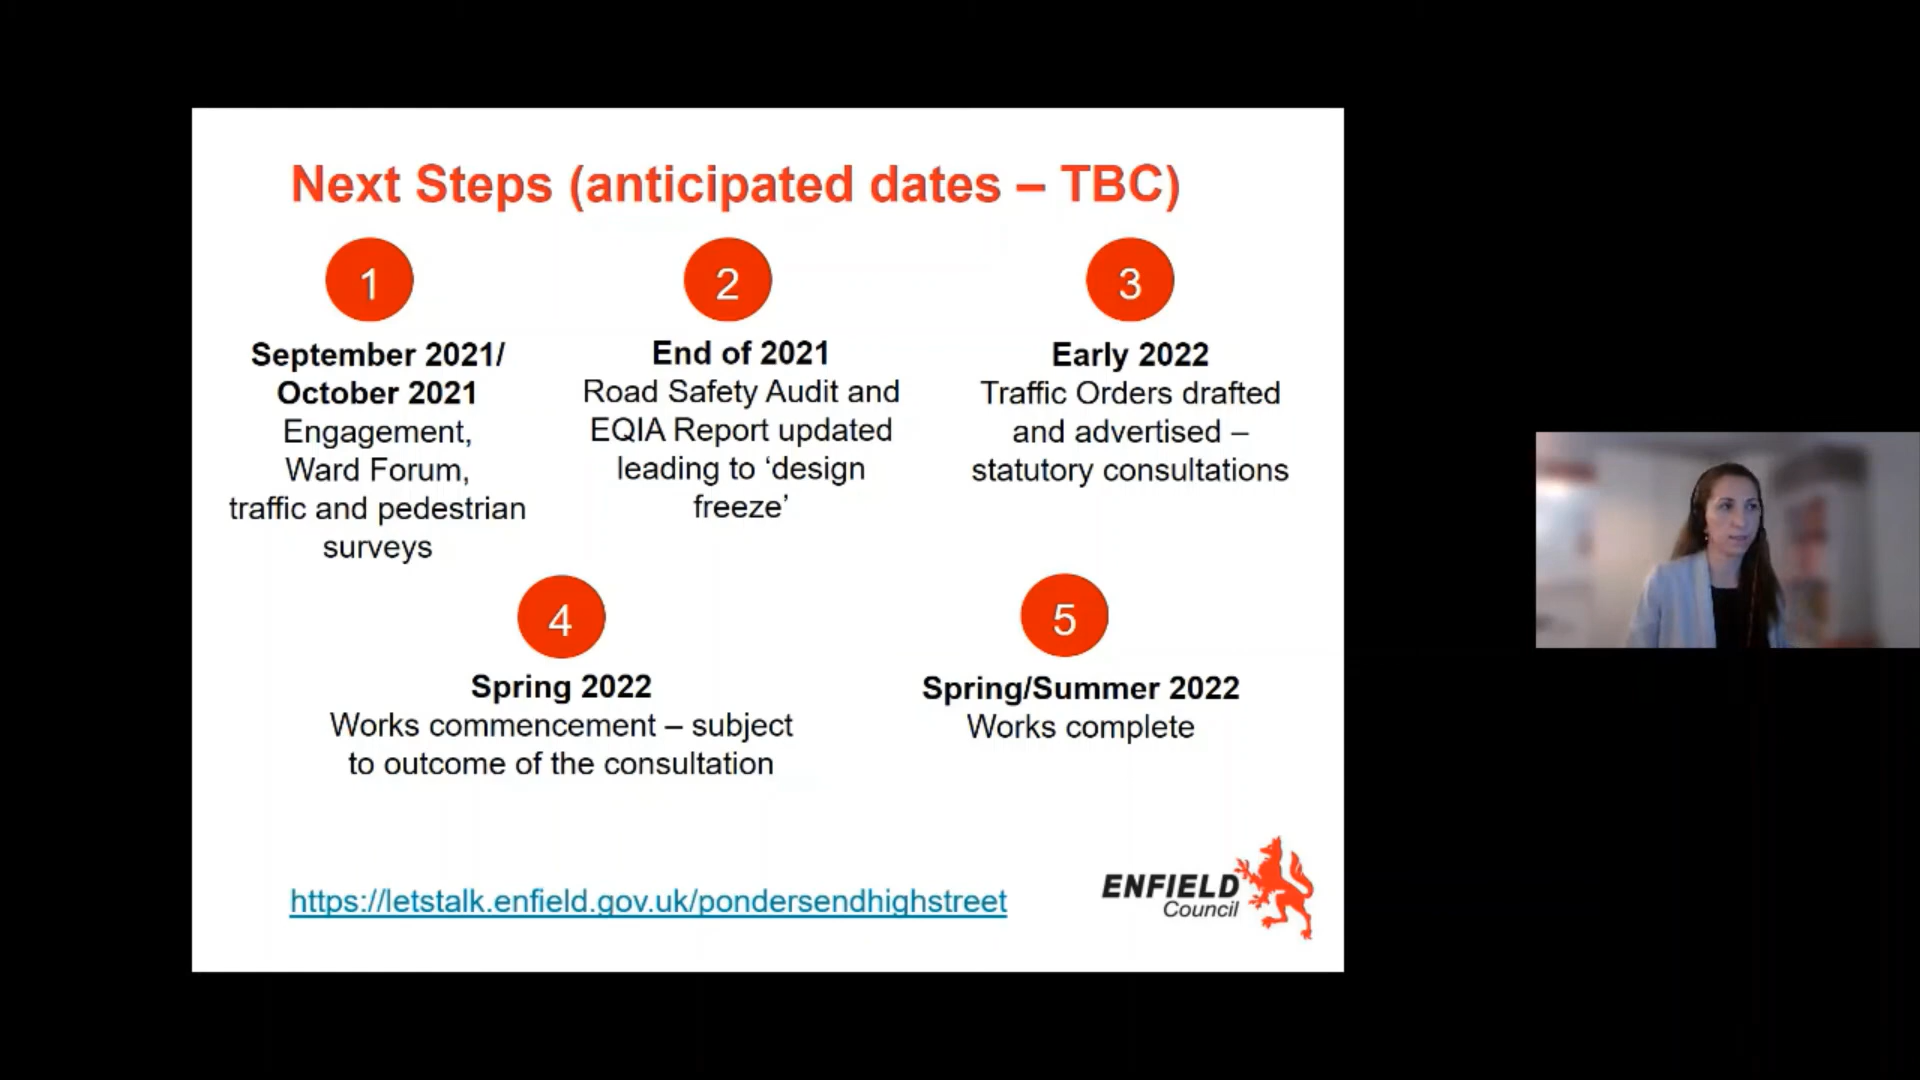 Next Steps (anticipated dates – TBC)
1
September 2021/
October 2021
Engagement,
Ward Forum,
traffic and pedestrian
surveys
2
End of 2021
Road Safety Audit and
EQIA Report updated
leading to ‘design
freeze’
3
Early 2022
Traffic Orders drafted
and advertised –
statutory consultations
4
Spring 2022
Works commencement – subject
to outcome of the consultation
5
Spring/Summer 2022
Works complete
https://letstalk.enfield.gov.uk/pondersendhighstreet
ENFIELD
Council